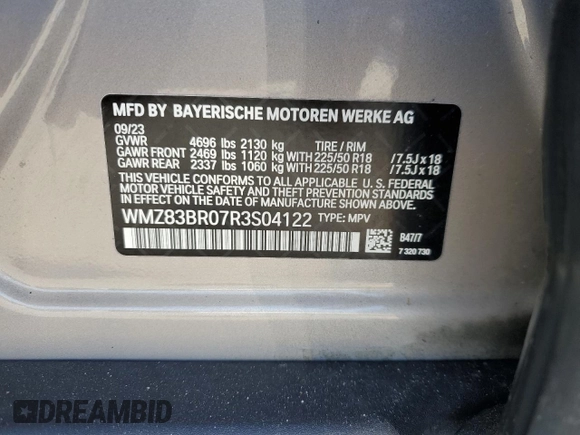 MFD BY BAYERISCHE MOTOREN WERKE AG
09/23
GVWR 4696 lbs 2130 kg TIRE / RIM
GAWR FRONT 2469 lbs 1120 kg WITH 225/50 R18 /7.5J x 18
GAWR REAR 2337 lbs 1060 kg WITH 225/50 R18 /7.5J x 18
THIS VEHICLE CONFORMS TO ALL APPLICABLE U.S. FEDERAL
MOTOR VEHICLE SAFETY, BUMPER, AND THEFT PREVENTION STANDARDS
IN EFFECT ON THE DATE OF MANUFACTURE SHOWN ABOVE.
WMZ83BR07R3S04122 TYPE: MPV
B47/7
7 320 730
DREAMBID